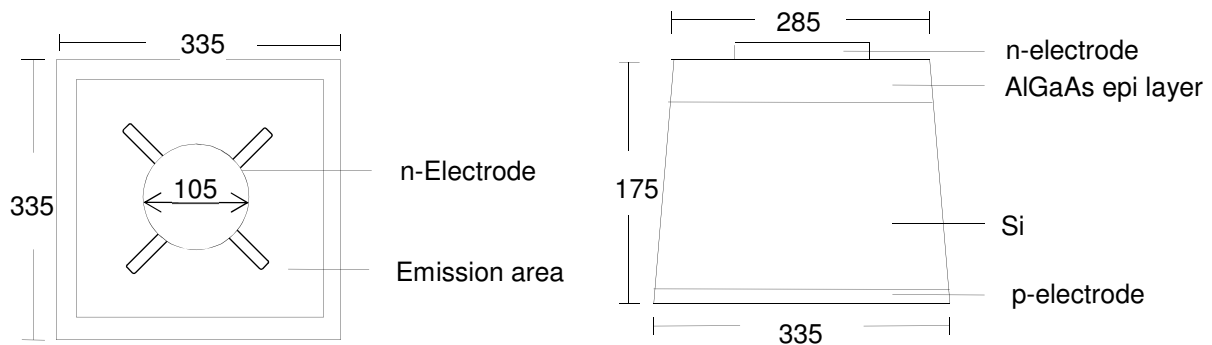 335
335
105
n-Electrode
Emission area
285
n-electrode
AlGaAs epi layer
175
Si
p-electrode
335